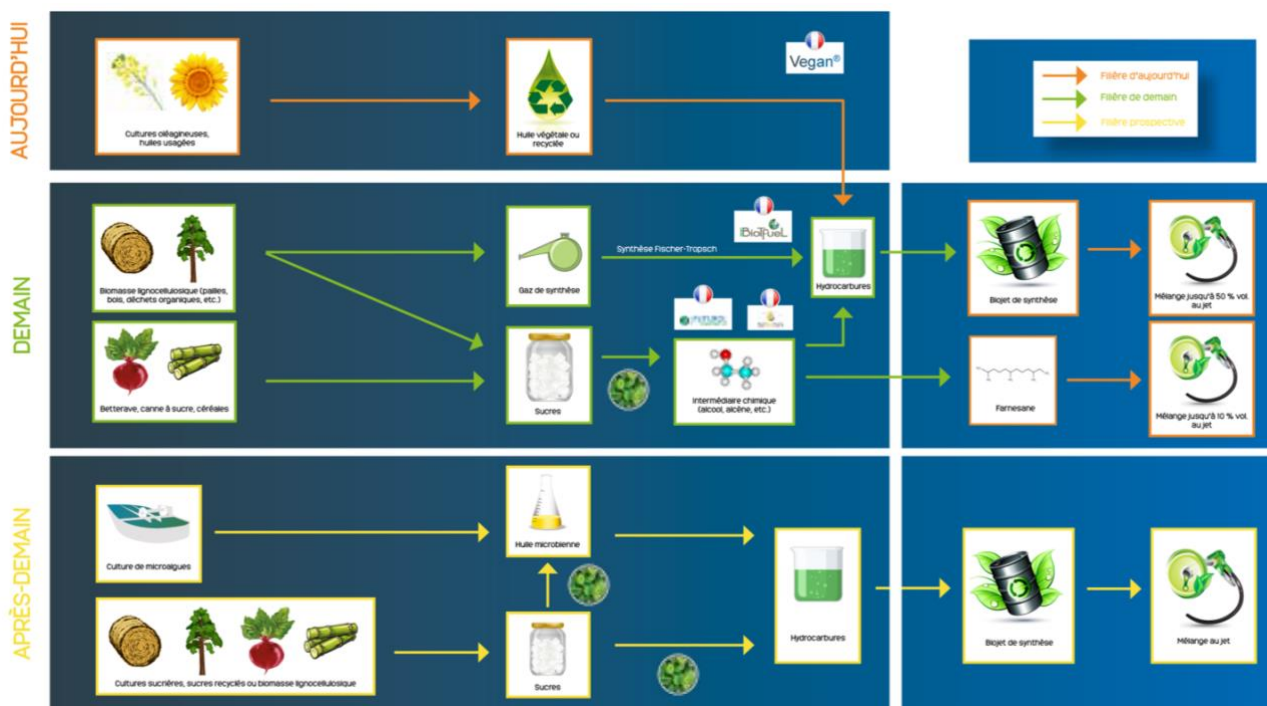 AUJOURD'HUI
Cultures oléagineuses,
huiles usagées
Huile végétale ou
recyclée
Vegan®
Filière d'aujourd'hui
Filière de demain
Filière prospective
DEMAIN
Biomasse lignocellulosique (pailles,
bois, déchets organiques, etc.)
Gaz de synthèse
Synthèse Fischer-Tropsch
BioTfueL
Hydrocarbures
Biojet de synthèse
Mélange jusqu'à 50 % vol.
au jet
Betterave, canne à sucre, céréales
Sucres
Intermédiaire chimique
(alcool, alcène, etc.)
Farnesane
Mélange jusqu'à 10 % vol.
au jet
APRÈS-DEMAIN
Culture de microalgues
Huile microbienne
Hydrocarbures
Biojet de synthèse
Mélange au jet
Cultures sucrières, sucres recyclés ou biomasse lignocellulosique
Sucres